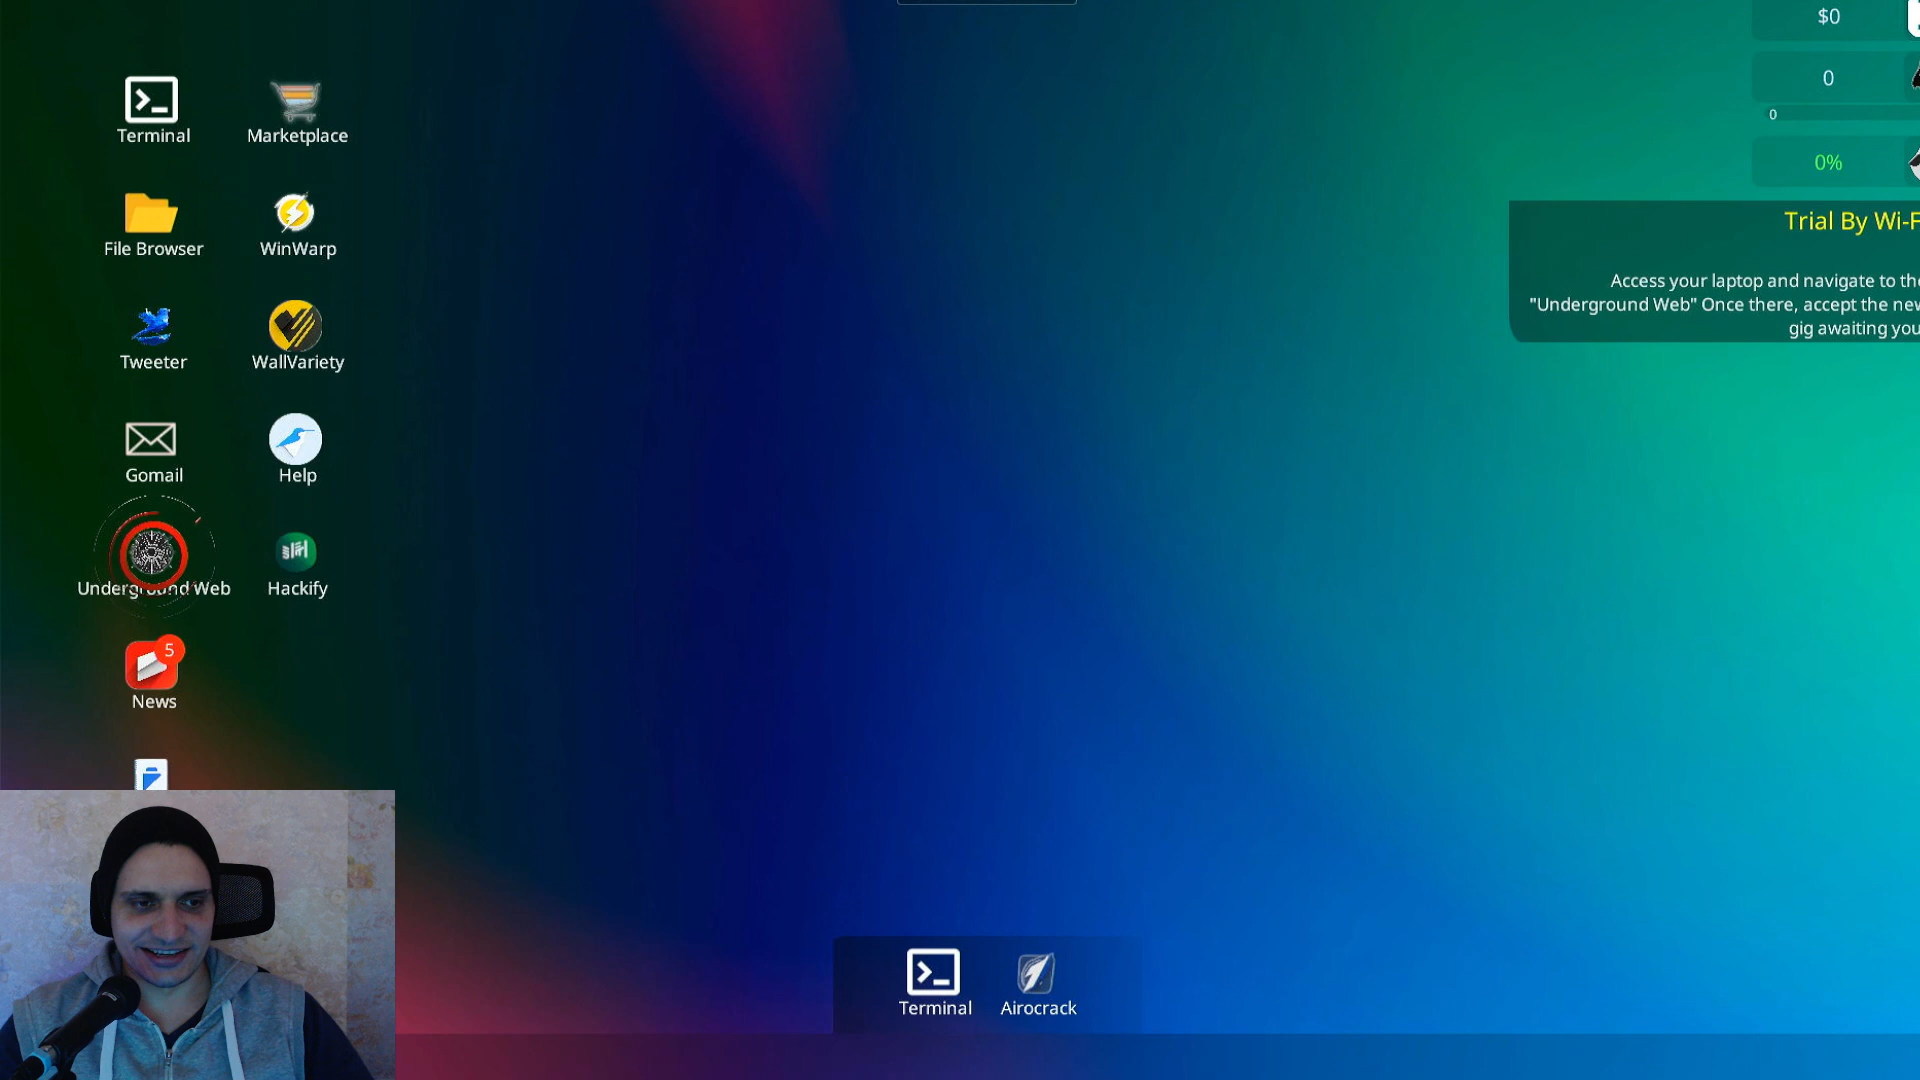 $0
0
0
0%
Trial By Wi-F
Access your laptop and navigate to the
"Underground Web" Once there, accept the new
gig awaiting you
Terminal
Marketplace
File Browser
WinWarp
Tweeter
WallVariety
Gomail
Help
Underground Web
Hackify
5
News
Terminal
Airocrack